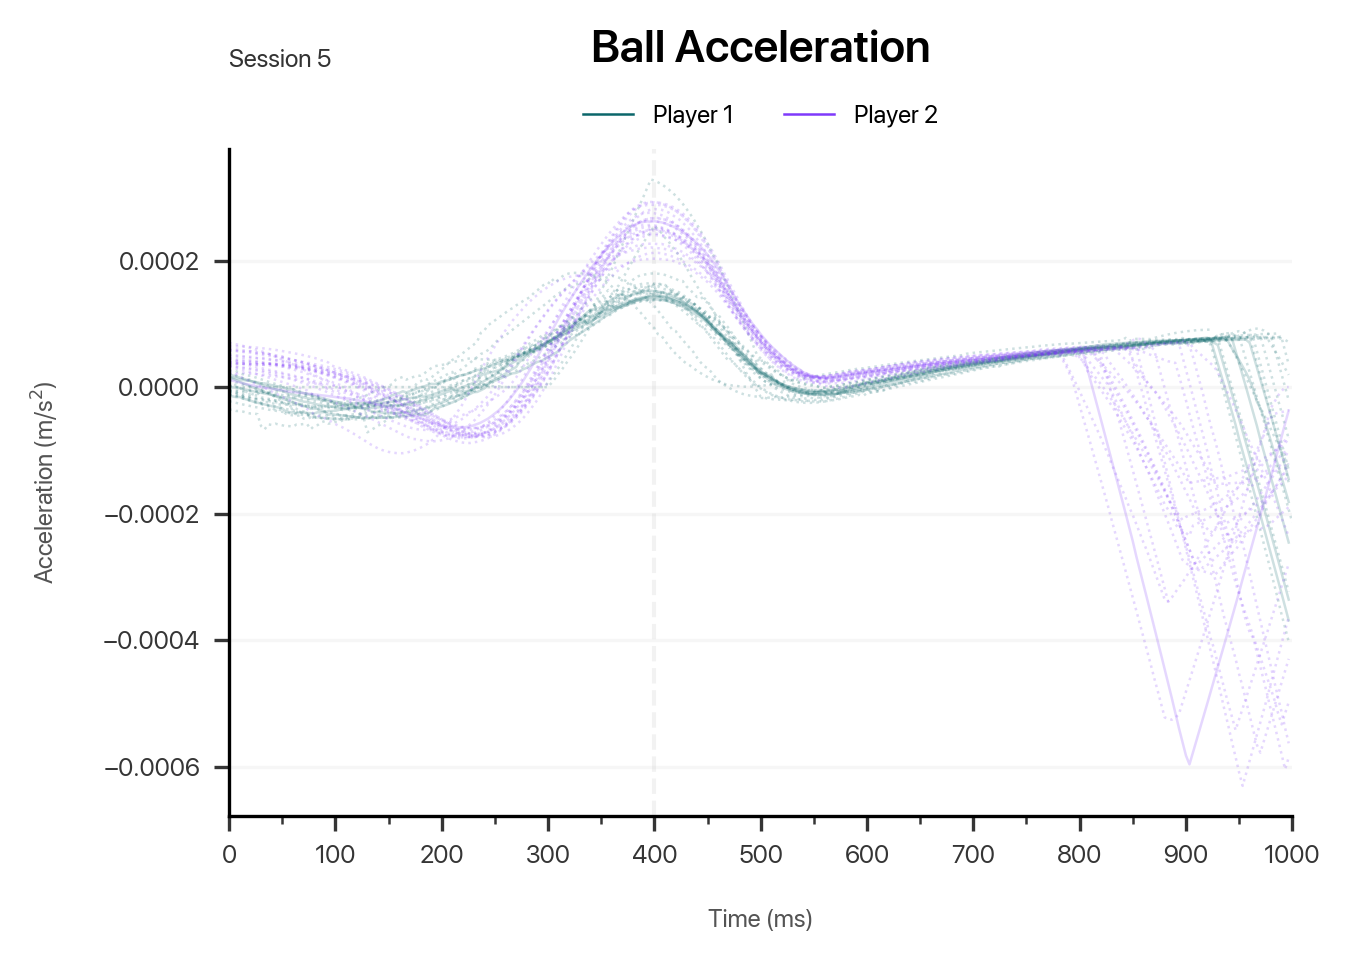 Session 5
Ball Acceleration
Player 1
Player 2
0.0002
0.0000
−0.0002
−0.0004
−0.0006
Acceleration (m/s⁻²)
0 100 200 300 400 500 600 700 800 900 1000
Time (ms)